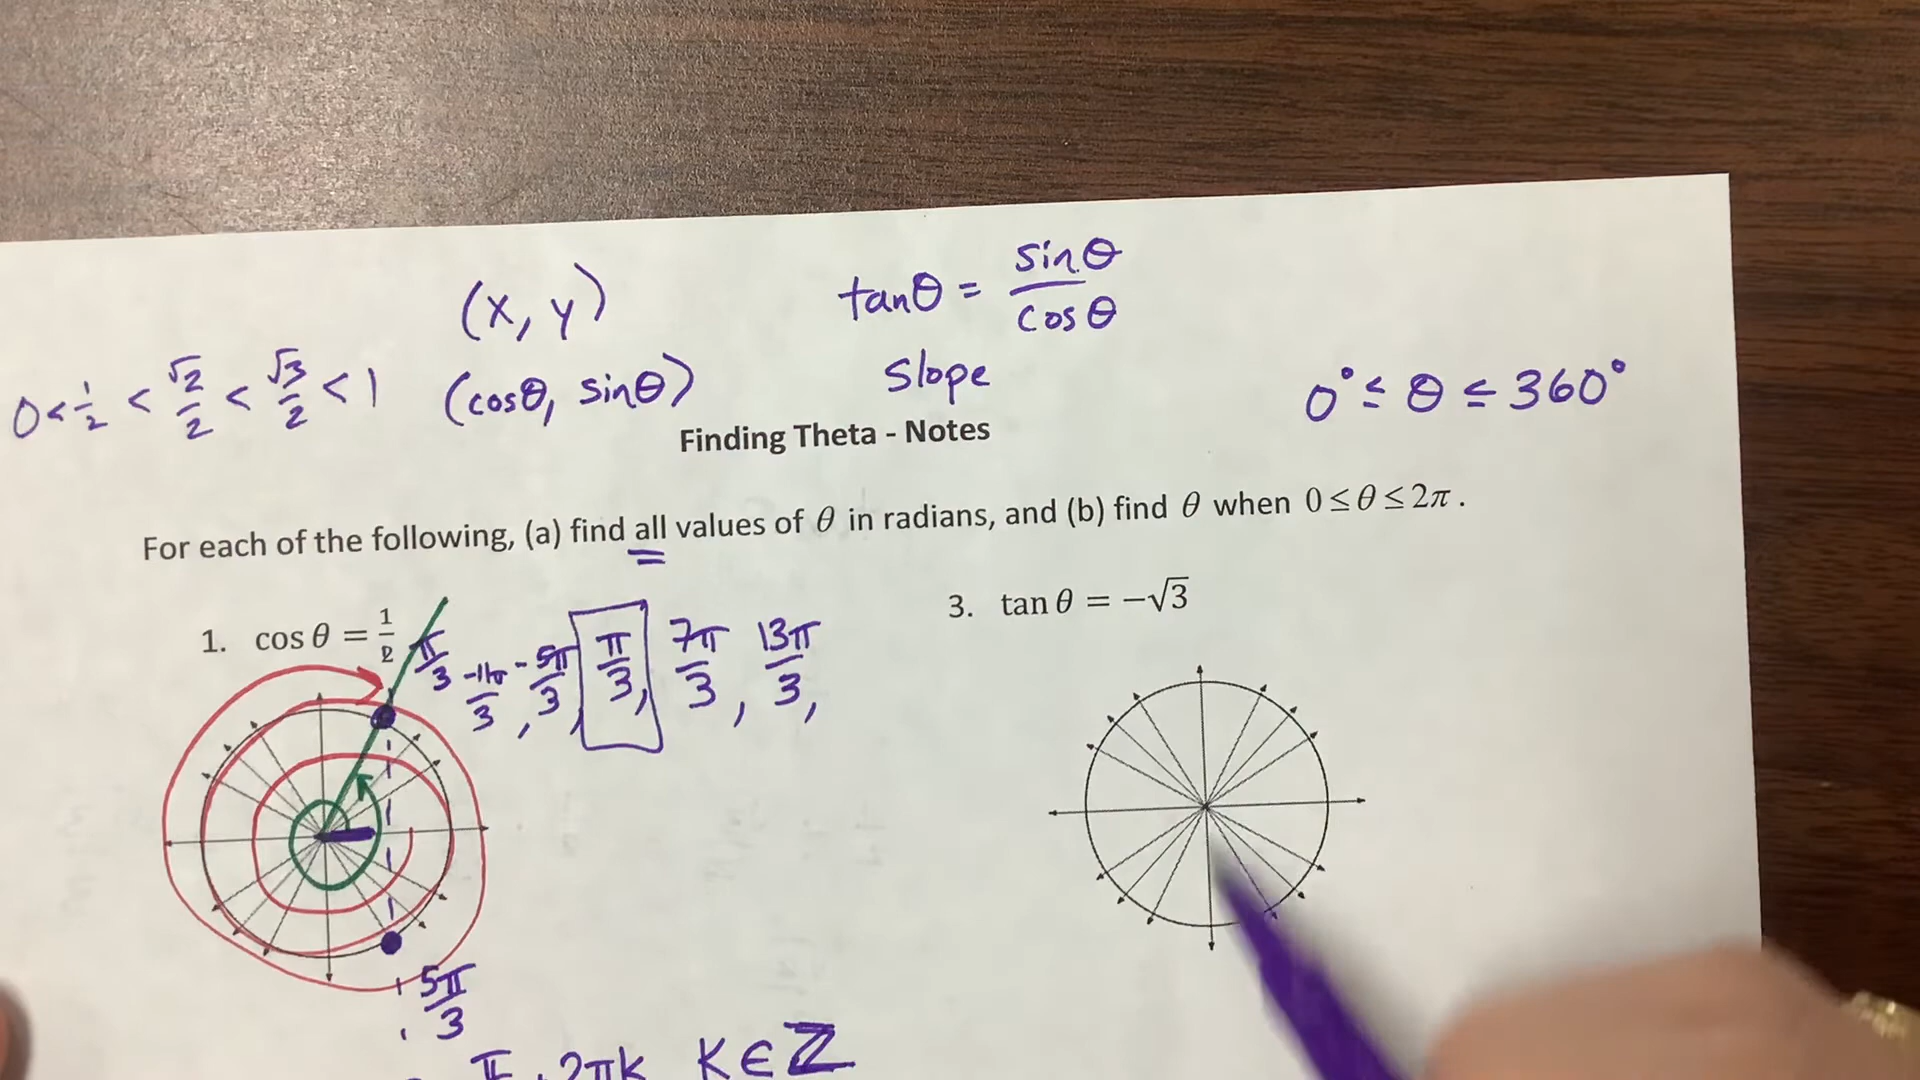 (x, y)
tanθ = sinθ / cosθ
0 < 1/2 < √2/2 < √3/2 < 1
(cosθ, sinθ)
Slope
0° ≤ θ ≤ 360°
Finding Theta - Notes
For each of the following, (a) find all values of θ in radians, and (b) find θ when 0 ≤ θ ≤ 2π .
1. cos θ = 1/2
π/3
-11π/3, -5π/3, π/3, 7π/3, 13π/3,
3. tan θ = −√3
5π/3
2πk K ∈ ℤ